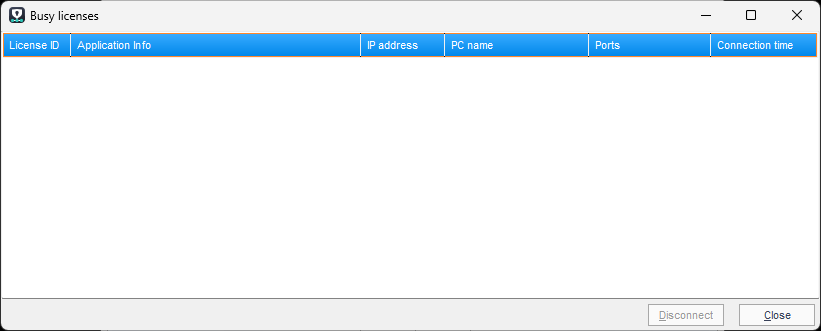 Busy licenses
License ID Application Info IP address PC name Ports Connection time
Disconnect Close